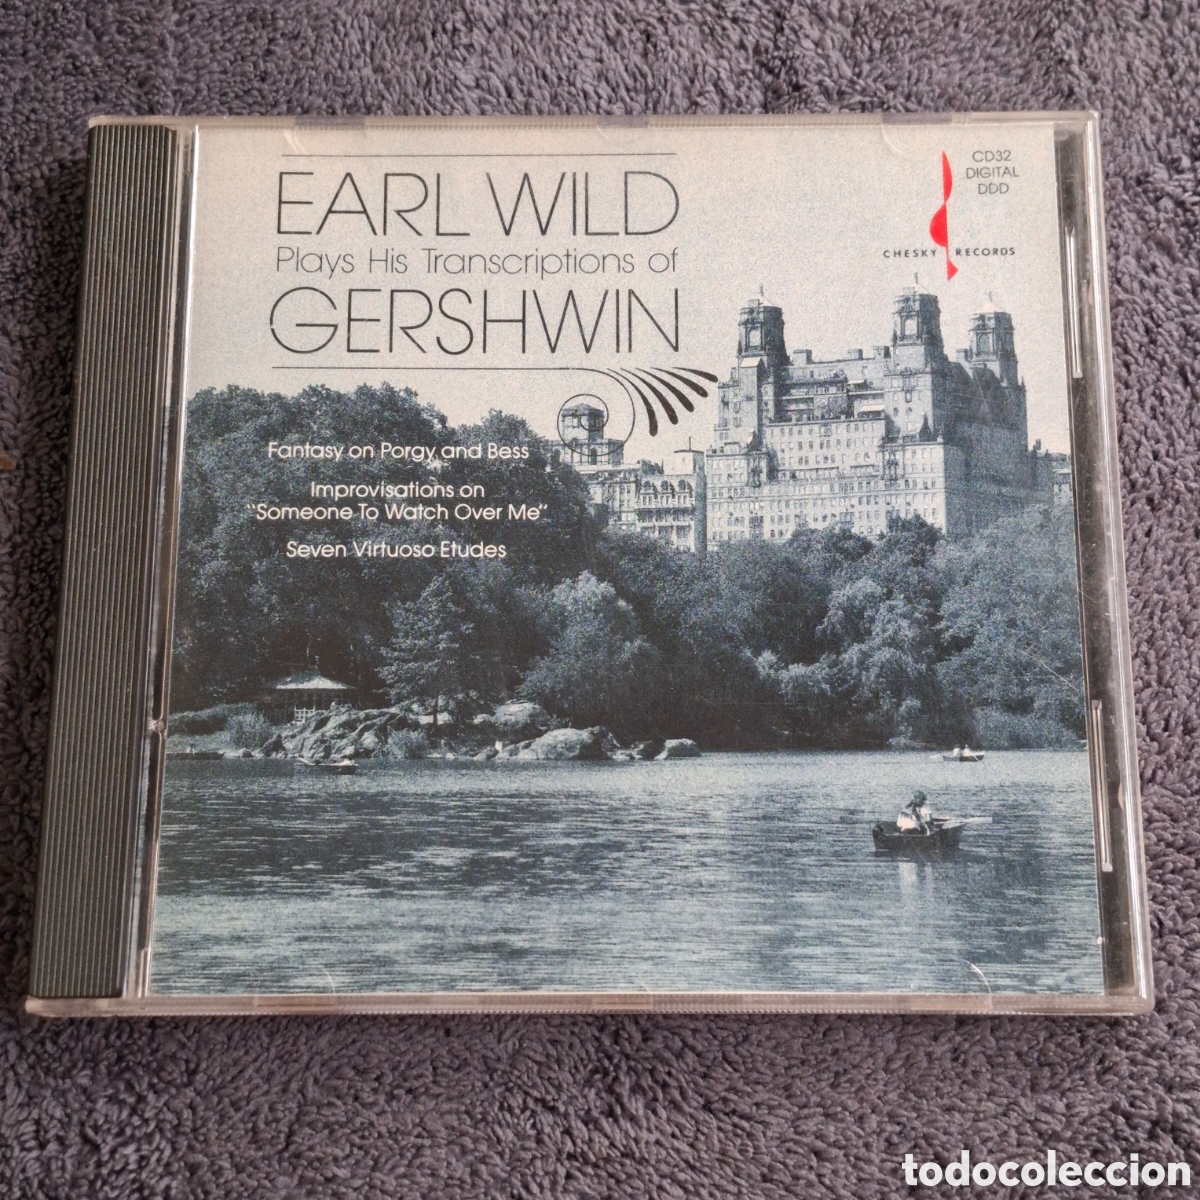 EARL WILD
Plays His Transcriptions of
GERSHWIN
CD32
DIGITAL
DDD
CHESKY RECORDS
Fantasy on Porgy and Bess
Improvisations on
"Someone To Watch Over Me"
Seven Virtuoso Etudes
todocoleccion